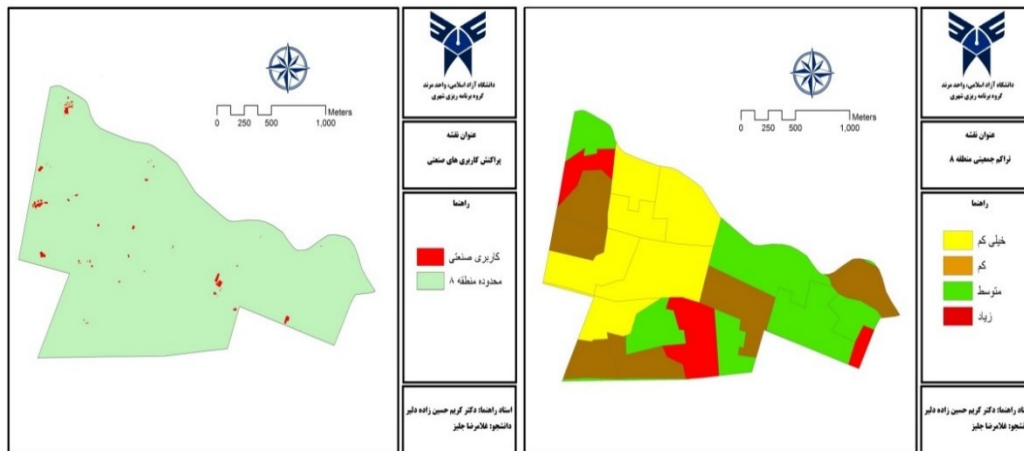 دانشگاه آزاد اسلامی، واحد مرند
گروه برنامه ریزی شهری
عنوان نقشه
پراکنش کاربری های صنعتی
راهنما
کاربری صنعتی
محدوده منطقه ۸
استاد راهنما: دکتر کریم حسین زاده دلیر
دانشجو: غلامرضا جلیز
Meters
0 250 500 1,000
دانشگاه آزاد اسلامی، واحد مرند
گروه برنامه ریزی شهری
عنوان نقشه
تراکم جمعیتی منطقه ۸
راهنما
خیلی کم
کم
متوسط
زیاد
ستاد راهنما: دکتر کریم حسین زاده دلیر
دانشجو: غلامرضا جلیز
Meters
0 250 500 1,000